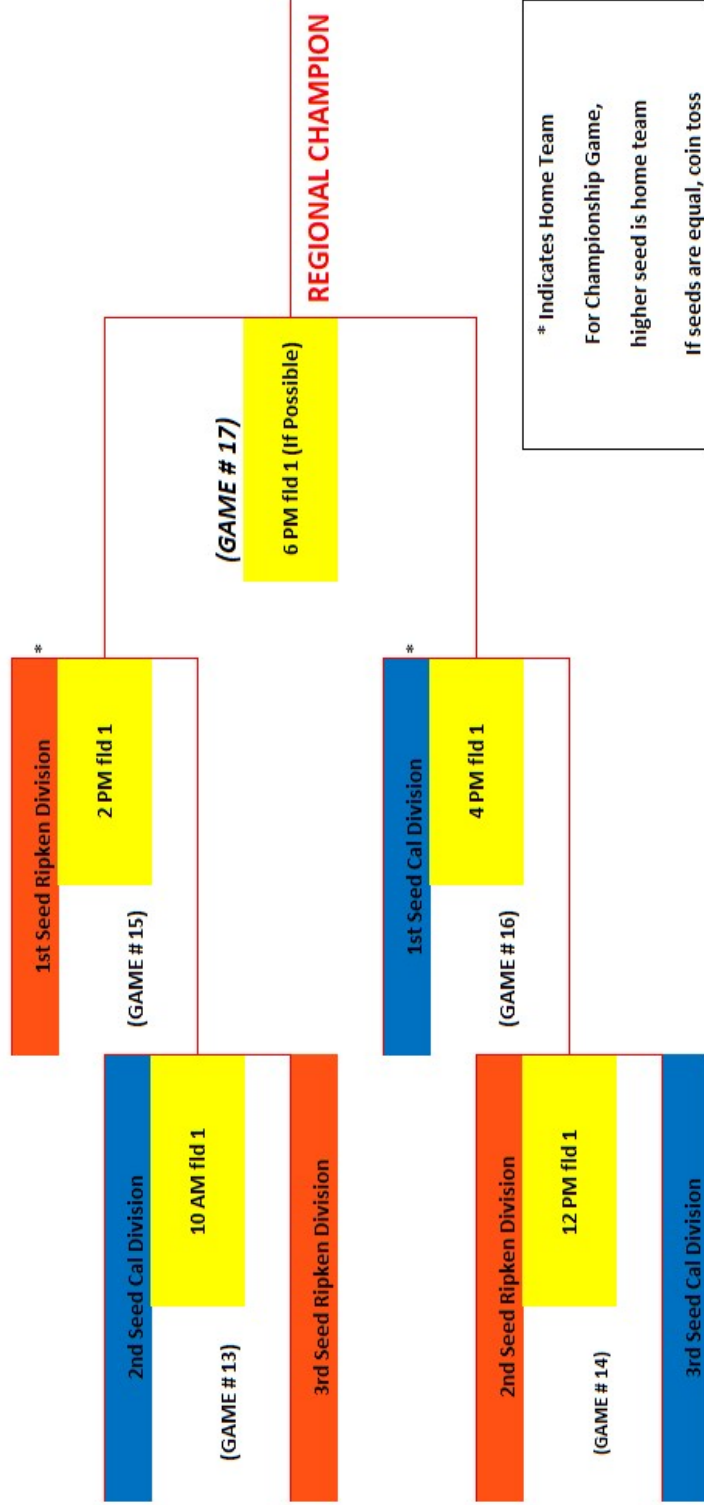 1st Seed Ripken Division
*
2 PM fld 1
(GAME # 15)
2nd Seed Cal Division
10 AM fld 1
(GAME # 13)
3rd Seed Ripken Division
(GAME # 17)
6 PM fld 1 (If Possible)
REGIONAL CHAMPION
1st Seed Cal Division
*
4 PM fld 1
(GAME # 16)
2nd Seed Ripken Division
12 PM fld 1
(GAME # 14)
3rd Seed Cal Division
* Indicates Home Team
For Championship Game,
higher seed is home team
If seeds are equal, coin toss